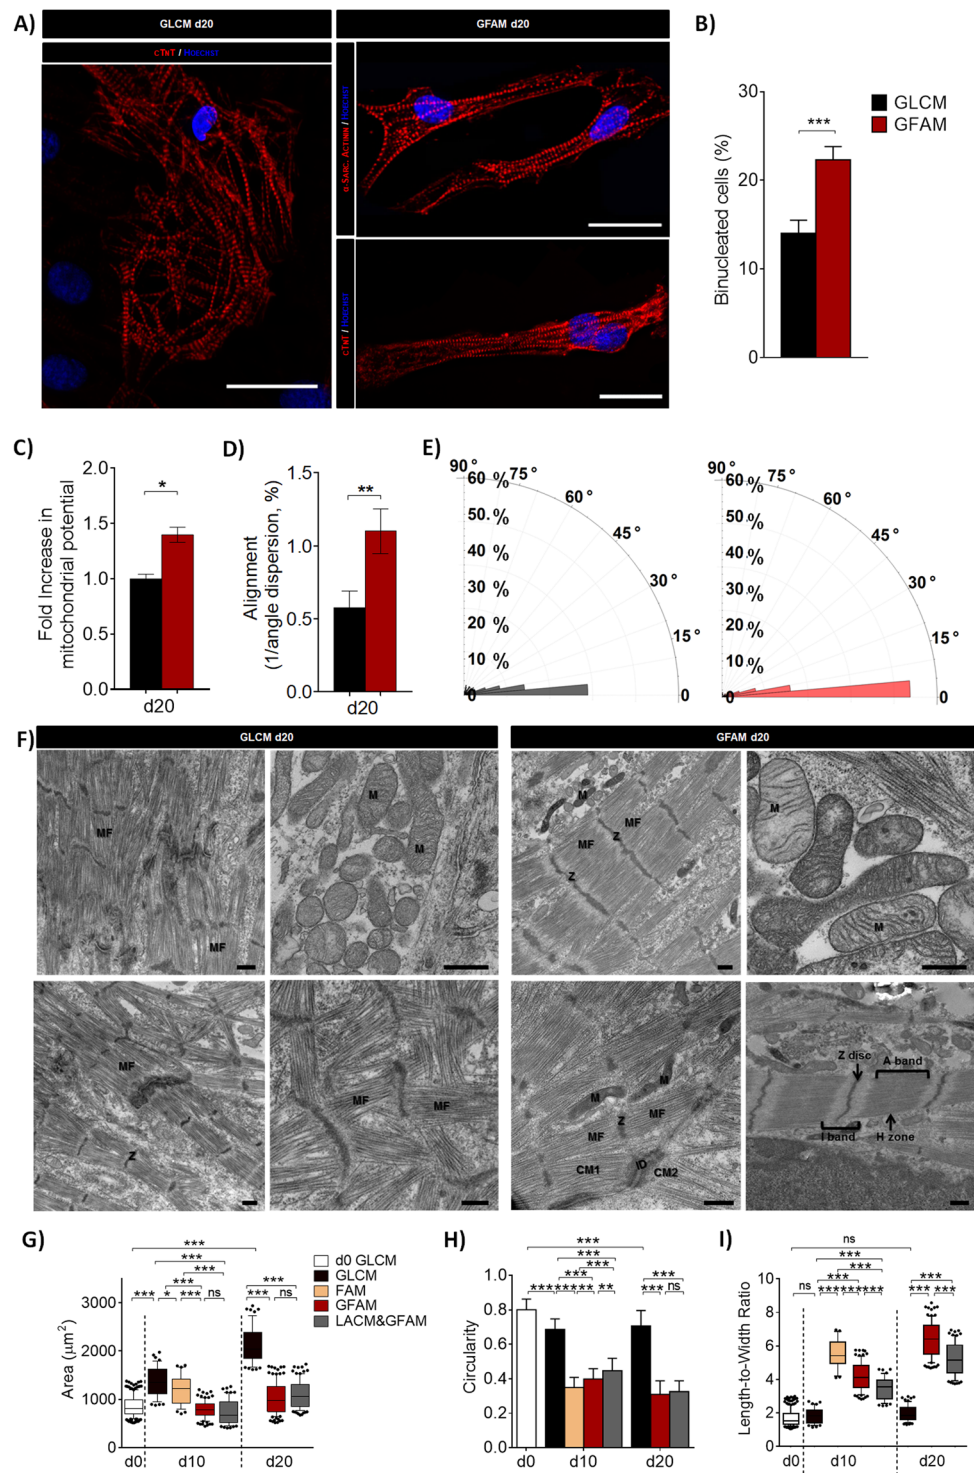 A)
GLCM d20
GFAM d20
cTnT / Hoechst
α-Sarc. Actinin / Hoechst
cTnT / Hoechst
B)
GLCM
GFAM
***
Binucleated cells (%)
30
20
10
0
C)
Fold Increase in
mitochondrial potential
2.0
1.5
1.0
0.5
0.0
*
d20
D)
Alignment
(1/angle dispersion, %)
1.5
1.0
0.5
0.0
**
d20
E)
90° 75° 60° 45° 30° 15° 0
60 %
50 %
40 %
30 %
20 %
10 %
0
90° 75° 60° 45° 30° 15° 0
60 %
50 %
40 %
30 %
20 %
10 %
0
F)
GLCM d20
GFAM d20
MF
MF
M
M
M
MF
Z
MF
Z
M
M
MF
Z
MF
MF
M
M
Z
MF
MF
CM1
ID
CM2
Z disc
A band
I band
H zone
G)
Area (µm²)
3000
2000
1000
0
***
***
***
***
***
***
* *** ns
*** ns
d0
d10
d20
d0 GLCM
GLCM
FAM
GFAM
LACM&GFAM
H)
Circularity
0.8
0.6
0.4
0.2
0.0
***
***
***
***
***
*** ns
d0
d10
d20
I)
Length-to-Width Ratio
10
8
6
4
2
0
ns
***
***
***
***
ns
*** ***
d0
d10
d20